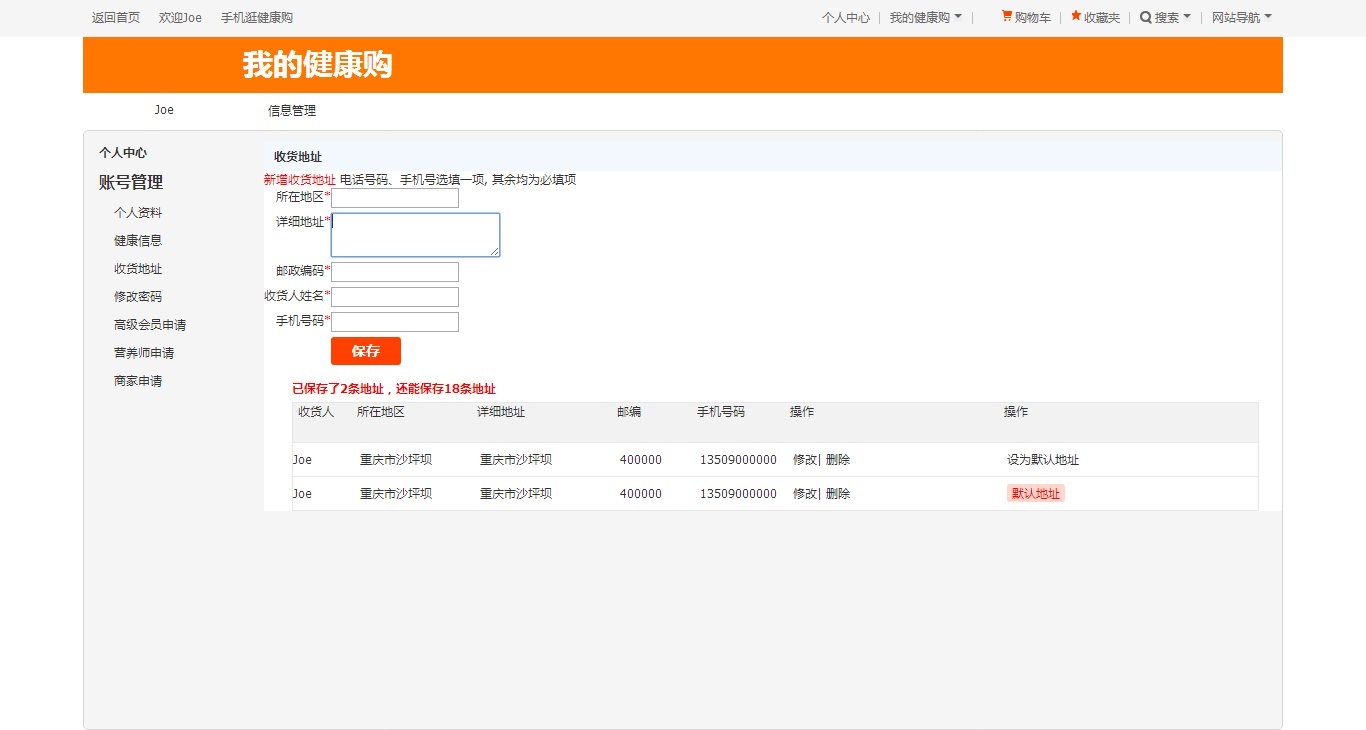 返回首页 欢迎Joe 手机逛健康购 个人中心 我的健康购 购物车 收藏夹 搜索 网站导航
我的健康购
Joe 信息管理
个人中心
账号管理
个人资料
健康信息
收货地址
修改密码
高级会员申请
营养师申请
商家申请
收货地址
新增收货地址 电话号码、手机号选填一项, 其余均为必填项
所在地区*
详细地址*
邮政编码*
收货人姓名*
手机号码*
保存
已保存了2条地址，还能保存18条地址
收货人 所在地区 详细地址 邮编 手机号码 操作 操作
Joe 重庆市沙坪坝 重庆市沙坪坝 400000 13509000000 修改| 删除 设为默认地址
Joe 重庆市沙坪坝 重庆市沙坪坝 400000 13509000000 修改| 删除 默认地址